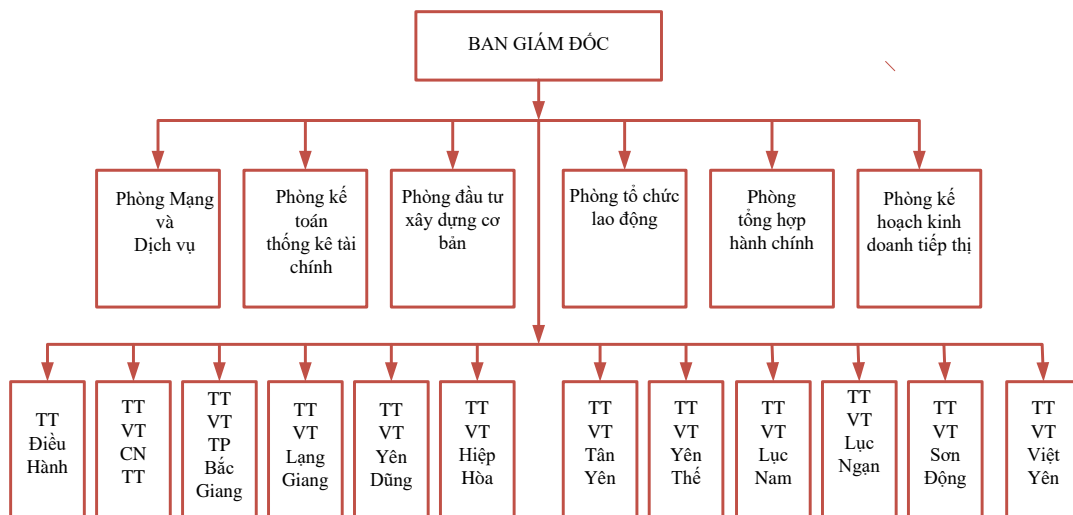 BAN GIÁM ĐỐC
Phòng Mạng
và
Dịch vụ
Phòng kế
toán
thống kê tài
chính
Phòng đầu tư
xây dựng cơ
bản
Phòng tổ chức
lao động
Phòng
tổng hợp
hành chính
Phòng kế
hoạch kinh
doanh tiếp thị
TT
Điều
Hành
TT
VT
CN
TT
TT
VT
TP
Bắc
Giang
TT
VT
Lạng
Giang
TT
VT
Yên
Dũng
TT
VT
Hiệp
Hòa
TT
VT
Tân
Yên
TT
VT
Yên
Thế
TT
VT
Lục
Nam
TT
VT
Lục
Ngạn
TT
VT
Sơn
Động
TT
VT
Việt
Yên